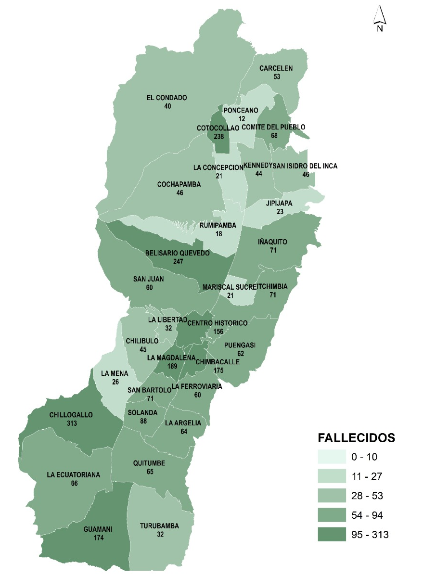 N
CARCELEN
53
EL CONDADO
40
PONCEANO
12
COTOCOLLAO
238
COMITE DEL PUEBLO
68
LA CONCEPCION
21
KENNEDY
44
SAN ISIDRO DEL INCA
46
COCHAPAMBA
46
JIPIJAPA
23
RUMIPAMBA
18
IÑAQUITO
71
BELISARIO QUEVEDO
247
SAN JUAN
60
MARISCAL SUCRE
21
ITCHIMBIA
71
LA LIBERTAD
32
CENTRO HISTORICO
156
CHILIBULO
45
PUENGASI
62
LA MAGDALENA
189
CHIMBACALLE
175
LA MENA
26
SAN BARTOLO
71
LA FERROVIARIA
60
CHILLOGALLO
313
SOLANDA
88
LA ARGELIA
64
QUITUMBE
65
LA ECUATORIANA
66
GUAMANI
174
TURUBAMBA
32
FALLECIDOS
0 - 10
11 - 27
28 - 53
54 - 94
95 - 313